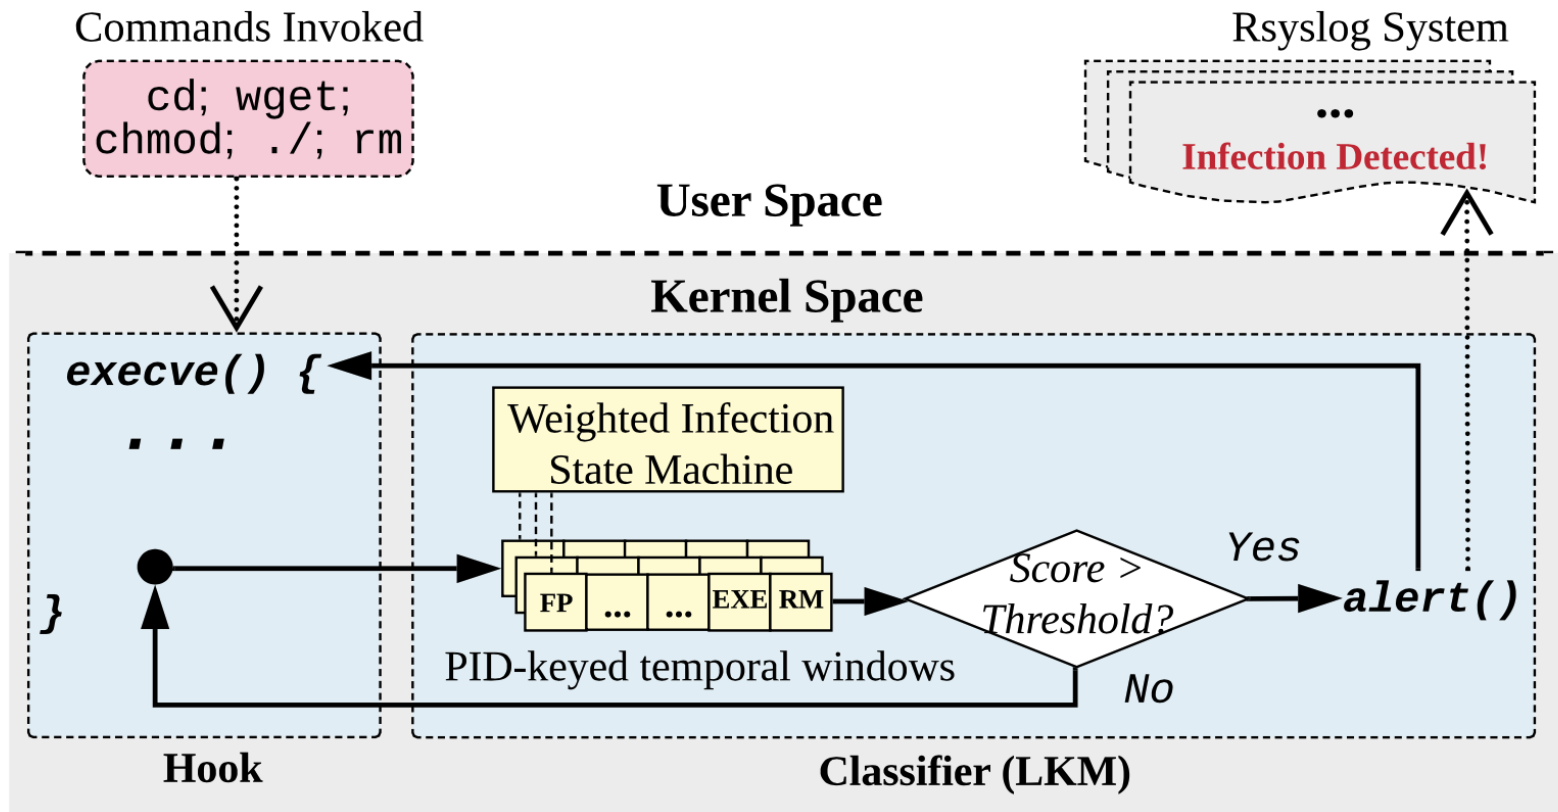 Commands Invoked
cd; wget;
chmod; ./; rm
Rsyslog System
...
Infection Detected!
User Space
Kernel Space
execve() {
...
}
Hook
Weighted Infection
State Machine
FP ... ... EXE RM
PID-keyed temporal windows
Score >
Threshold?
Yes
No
alert()
Classifier (LKM)